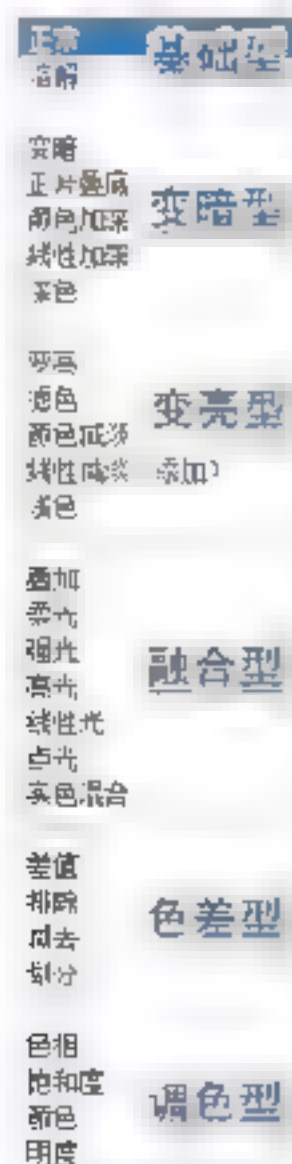 正常 基础型
溶解
变暗
正片叠底
颜色加深 变暗型
线性加深
深色
变亮
滤色
颜色减淡 变亮型
线性减淡（添加）
浅色
叠加
柔光
强光
亮光 融合型
线性光
点光
实色混合
差值
排除
减去 色差型
划分
色相
饱和度
颜色 调色型
明度